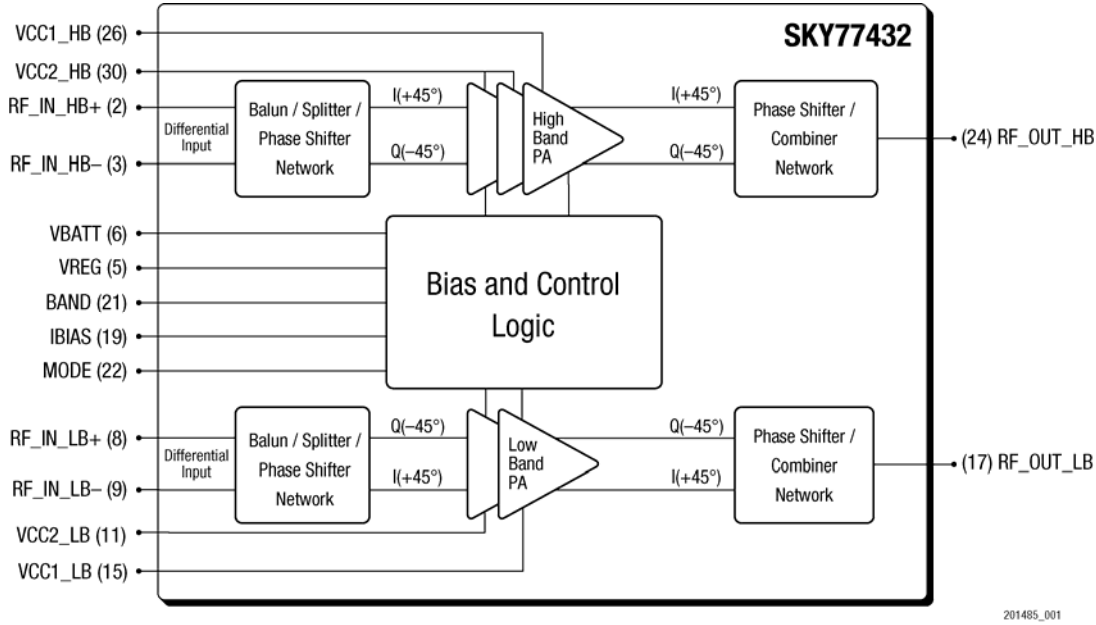 SKY77432
VCC1_HB (26)
VCC2_HB (30)
RF_IN_HB+ (2)
RF_IN_HB– (3)
Differential
Input
Balun / Splitter /
Phase Shifter
Network
I(+45°)
Q(–45°)
High
Band
PA
I(+45°)
Q(–45°)
Phase Shifter /
Combiner
Network
(24) RF_OUT_HB
VBATT (6)
VREG (5)
BAND (21)
IBIAS (19)
MODE (22)
Bias and Control
Logic
RF_IN_LB+ (8)
RF_IN_LB– (9)
Differential
Input
Balun / Splitter /
Phase Shifter
Network
Q(–45°)
I(+45°)
Low
Band
PA
Q(–45°)
I(+45°)
Phase Shifter /
Combiner
Network
(17) RF_OUT_LB
VCC2_LB (11)
VCC1_LB (15)
201485_001